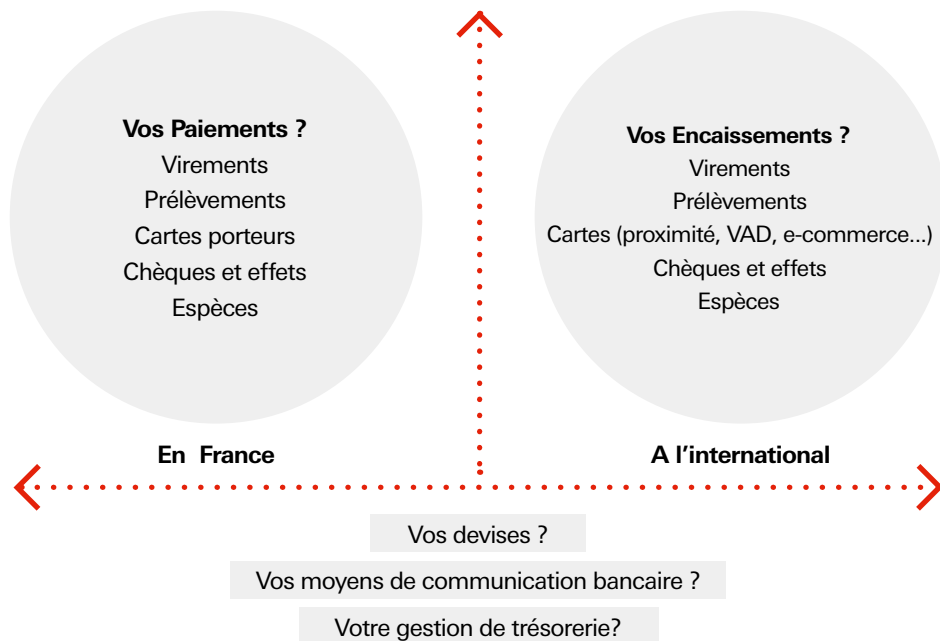 Vos Paiements ?
Virements
Prélèvements
Cartes porteurs
Chèques et effets
Espèces
Vos Encaissements ?
Virements
Prélèvements
Cartes (proximité, VAD, e-commerce...)
Chèques et effets
Espèces
En France
A l'international
Vos devises ?
Vos moyens de communication bancaire ?
Votre gestion de trésorerie?